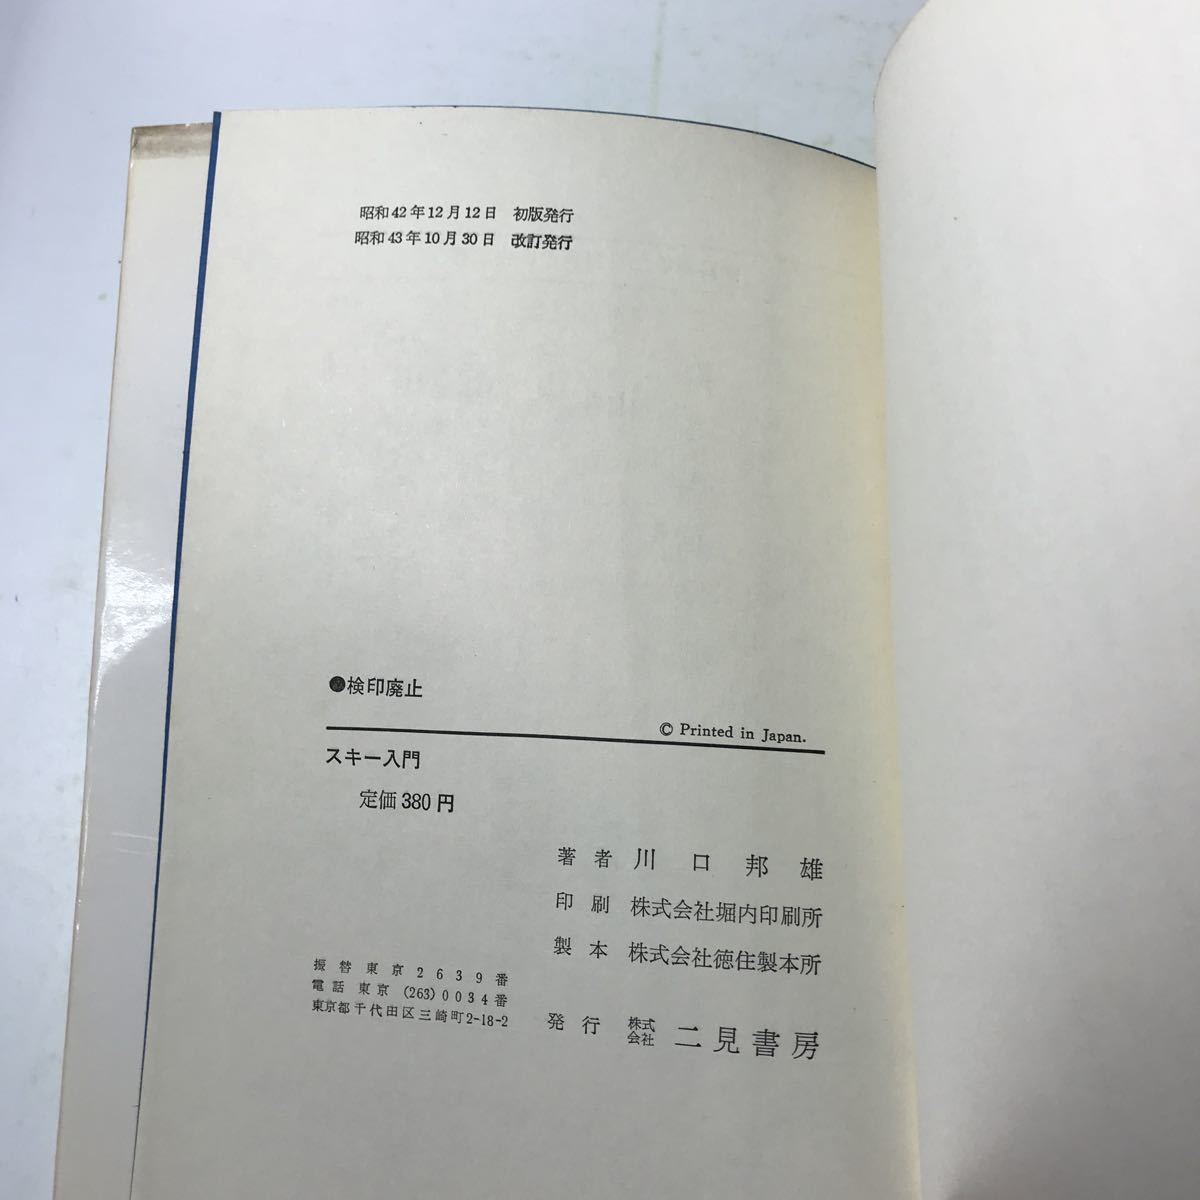 昭和42年12月12日 初版発行
昭和43年10月30日 改訂発行
●検印廃止
© Printed in Japan.
スキー入門
定価380円
著者 川口邦雄
印刷 株式会社堀内印刷所
製本 株式会社徳住製本所
振替東京2639番
電話東京(263)0034番
東京都千代田区三崎町2-18-2
発行 株式会社 二見書房